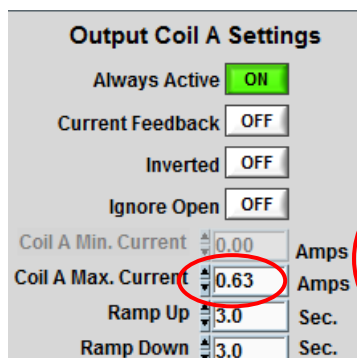 Output Coil A Settings
Always Active ON
Current Feedback OFF
Inverted OFF
Ignore Open OFF
Coil A Min. Current 0.00 Amps
Coil A Max. Current 0.63 Amps
Ramp Up 3.0 Sec.
Ramp Down 3.0 Sec.